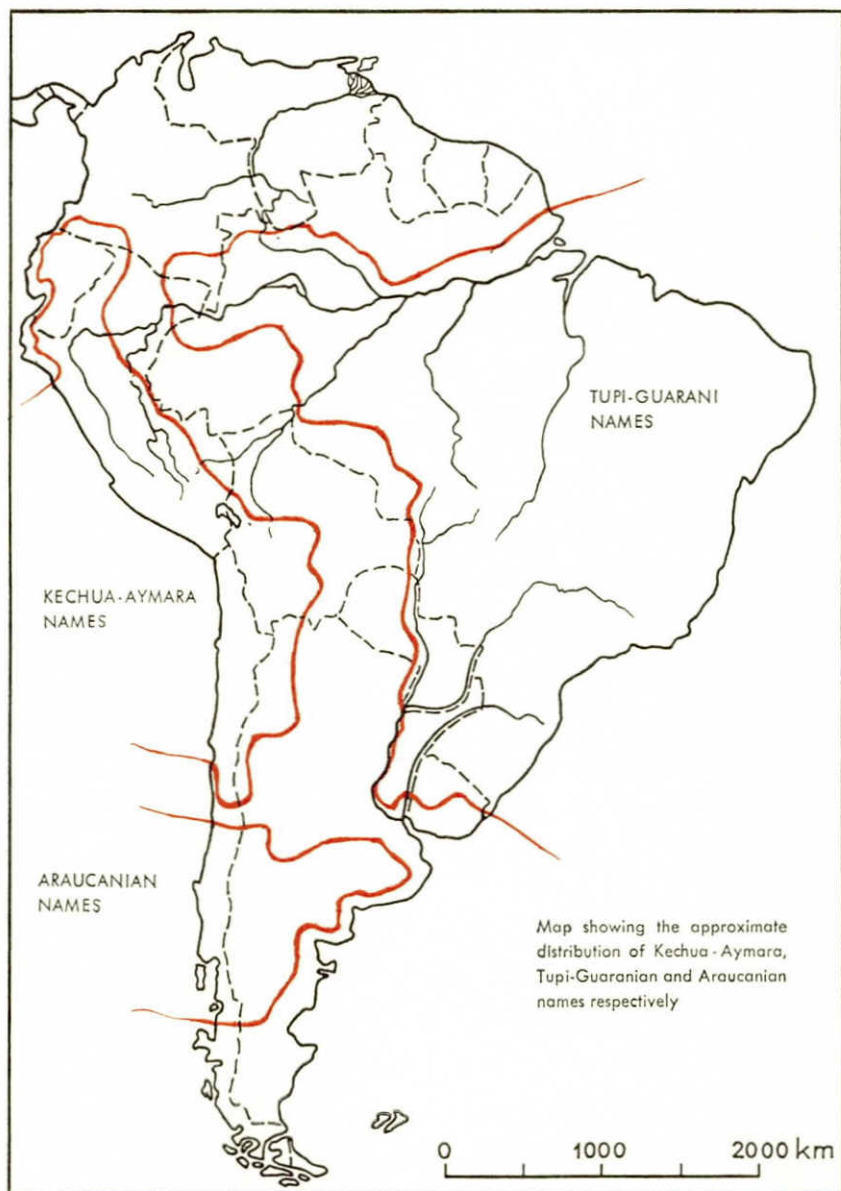 TUPI-GUARANI
NAMES
KECHUA-AYMARA
NAMES
ARAUCANIAN
NAMES
Map showing the approximate
distribution of Kechua-Aymara,
Tupi-Guaranian and Araucanian
names respectively
0 1000 2000 km